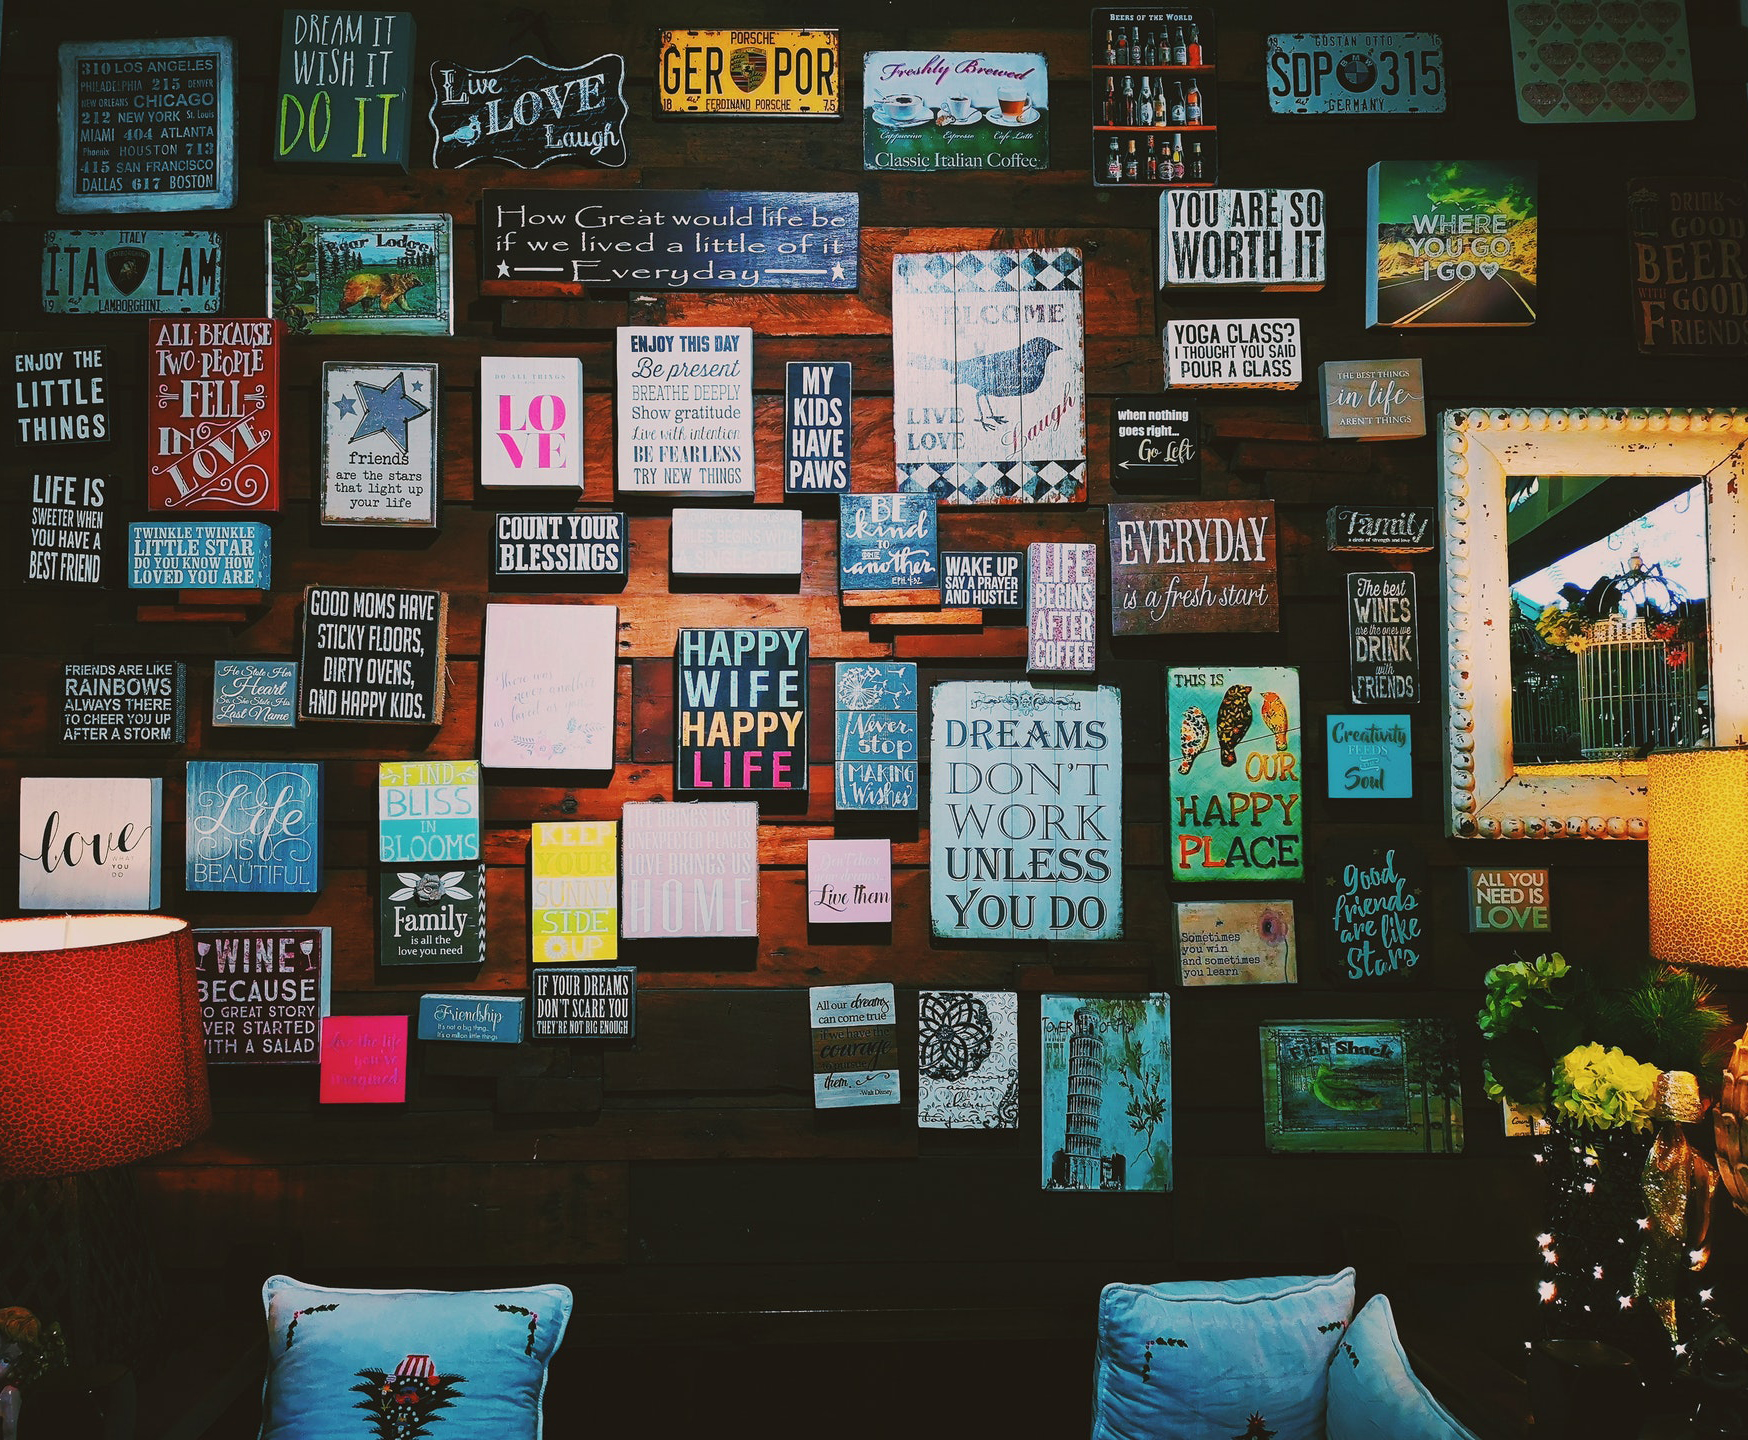 310 LOS ANGELES
PHILADELPHIA 215 DENVER
NEW ORLEANS CHICAGO
212 NEW YORK St. Louis
MIAMI 404 ATLANTA
Phoenix HOUSTON 713
415 SAN FRANCISCO
DALLAS 617 BOSTON
DREAM IT
WISH IT
DO IT
Live
LOVE
Laugh
PORSCHE
GER POR
18 FERDINAND PORSCHE 75
Freshly Brewed
Cappuccino Espresso Cafe Latte
Classic Italian Coffee
BEERS OF THE WORLD
GUSTAN OTTO
SDP 315
GERMANY
ITALY
ITA LAM
19 LAMBORGHINI 63
Bear Lodge
How Great would life be
if we lived a little of it
Everyday
YOU ARE SO
WORTH IT
WHERE
YOU GO
I GO
DRINK
GOOD
BEER
WITH
GOOD
FRIENDS
ENJOY THE
LITTLE
THINGS
ALL BECAUSE
TWO PEOPLE
FELL
IN
LOVE
friends
are the stars
that light up
your life
DO ALL THINGS
LO
VE
ENJOY THIS DAY
Be present
BREATHE DEEPLY
Show gratitude
Live with intention
BE FEARLESS
TRY NEW THINGS
MY
KIDS
HAVE
PAWS
WELCOME
LIVE
LOVE
Laugh
YOGA CLASS?
I THOUGHT YOU SAID
POUR A GLASS
when nothing
goes right...
Go Left
THE BEST THINGS
in life
AREN'T THINGS
LIFE IS
SWEETER WHEN
YOU HAVE A
BEST FRIEND
TWINKLE TWINKLE
LITTLE STAR
DO YOU KNOW HOW
LOVED YOU ARE
COUNT YOUR
BLESSINGS
BE
kind
TO
ONE
another
EPH. 4:32
WAKE UP
SAY A PRAYER
AND HUSTLE
LIFE
BEGINS
AFTER
COFFEE
EVERYDAY
is a fresh start
Family
a circle of strength and love
The best
WINES
are the ones we
DRINK
with
FRIENDS
GOOD MOMS HAVE
STICKY FLOORS,
DIRTY OVENS,
AND HAPPY KIDS.
FRIENDS ARE LIKE
RAINBOWS
ALWAYS THERE
TO CHEER YOU UP
AFTER A STORM
He Stole Her
Heart
So She Stole His
Last Name
There was
never another
as loved as
HAPPY
WIFE
HAPPY
LIFE
Never
stop
MAKING
Wishes
DREAMS
DON'T
WORK
UNLESS
YOU DO
THIS IS
OUR
HAPPY
PLACE
Creativity
FEEDS
THE
Soul
love
WHAT
YOU
DO
Life
IS
BEAUTIFUL
FIND
BLISS
IN
BLOOMS
Family
is all the
love you need
KEEP
YOUR
SUNNY
SIDE
UP
LIFE TAKES US TO
UNEXPECTED PLACES
LOVE BRINGS US
HOME
Live them
Sometimes
you win
and sometimes
you learn
Good
friends
are like
Stars
ALL YOU
NEED IS
LOVE
WINE
BECAUSE
NO GREAT STORY
EVER STARTED
WITH A SALAD
Live the life
you've
imagined
Friendship
It's not a big thing...
It's a million little things
IF YOUR DREAMS
DON'T SCARE YOU
THEY'RE NOT BIG ENOUGH
All our dreams
can come true
if we have the
courage
to pursue
them.
-Walt Disney
amour
toujours
TOWER OF PISA
Fish Shack